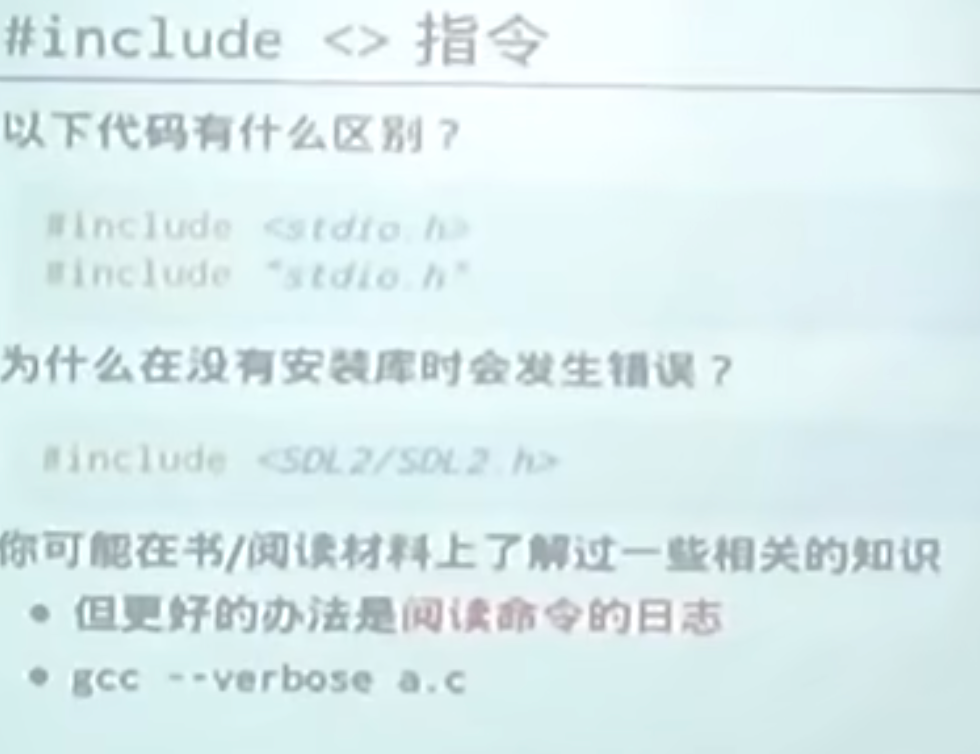 #include <> 指令
以下代码有什么区别？
#include <stdio.h>
#include "stdio.h"
为什么在没有安装库时会发生错误？
#include <SDL2/SDL2.h>
你可能在书/阅读材料上了解过一些相关的知识
• 但更好的办法是阅读命令的日志
• gcc --verbose a.c